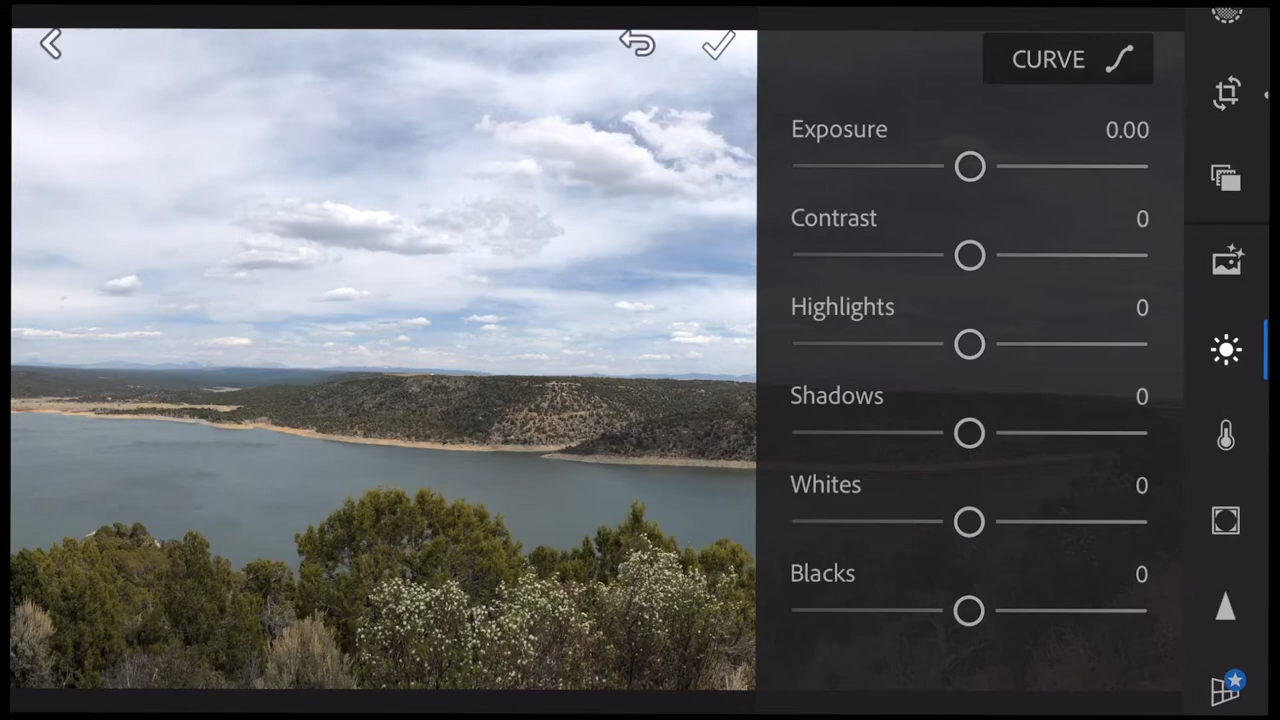 CURVE
Exposure 0.00
Contrast 0
Highlights 0
Shadows 0
Whites 0
Blacks 0